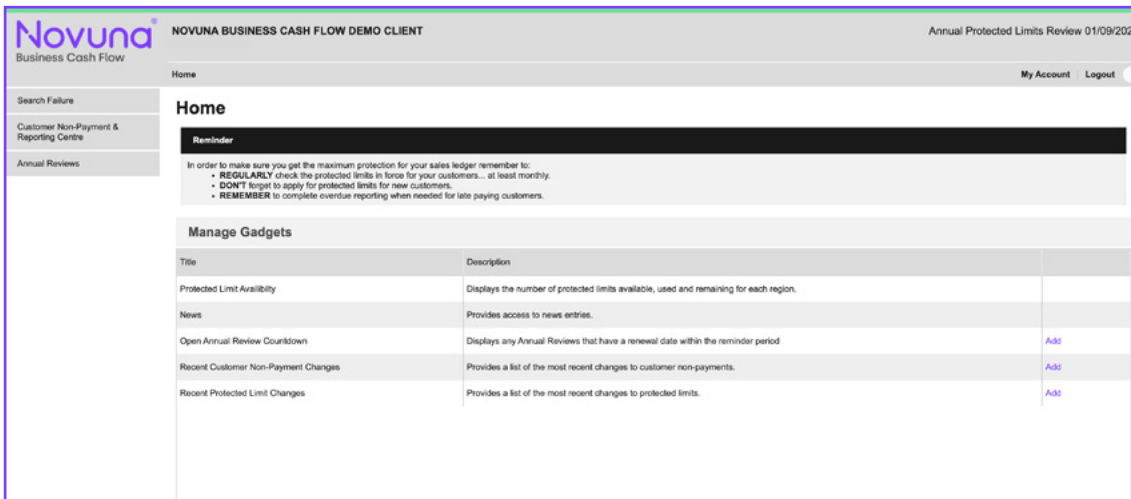 Novuna
Business Cash Flow
NOVUNA BUSINESS CASH FLOW DEMO CLIENT
Annual Protected Limits Review 01/09/202
Home
My Account
Logout
Search Failure
Customer Non-Payment &
Reporting Centre
Annual Reviews
Home
Reminder
In order to make sure you get the maximum protection for your sales ledger remember to:
• REGULARLY check the protected limits in force for your customers... at least monthly.
• DON'T forget to apply for protected limits for new customers.
• REMEMBER to complete overdue reporting when needed for late paying customers.
Manage Gadgets
Title Description
Protected Limit Availibilty Displays the number of protected limits available, used and remaining for each region.
News Provides access to news entries.
Open Annual Review Countdown Displays any Annual Reviews that have a renewal date within the reminder period Add
Recent Customer Non-Payment Changes Provides a list of the most recent changes to customer non-payments. Add
Recent Protected Limit Changes Provides a list of the most recent changes to protected limits. Add